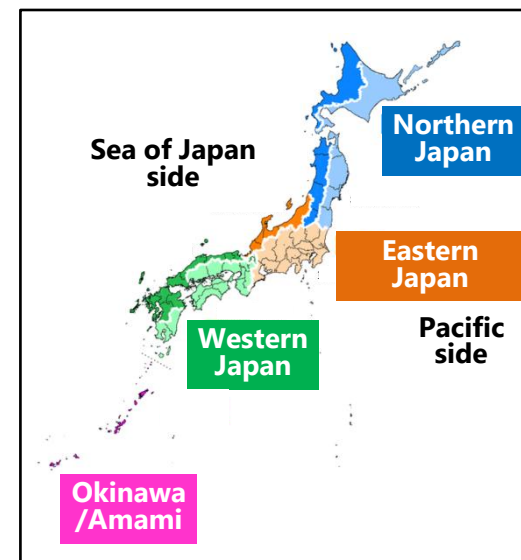 Northern
Japan
Sea of Japan
side
Eastern
Japan
Pacific
side
Western
Japan
Okinawa
/Amami